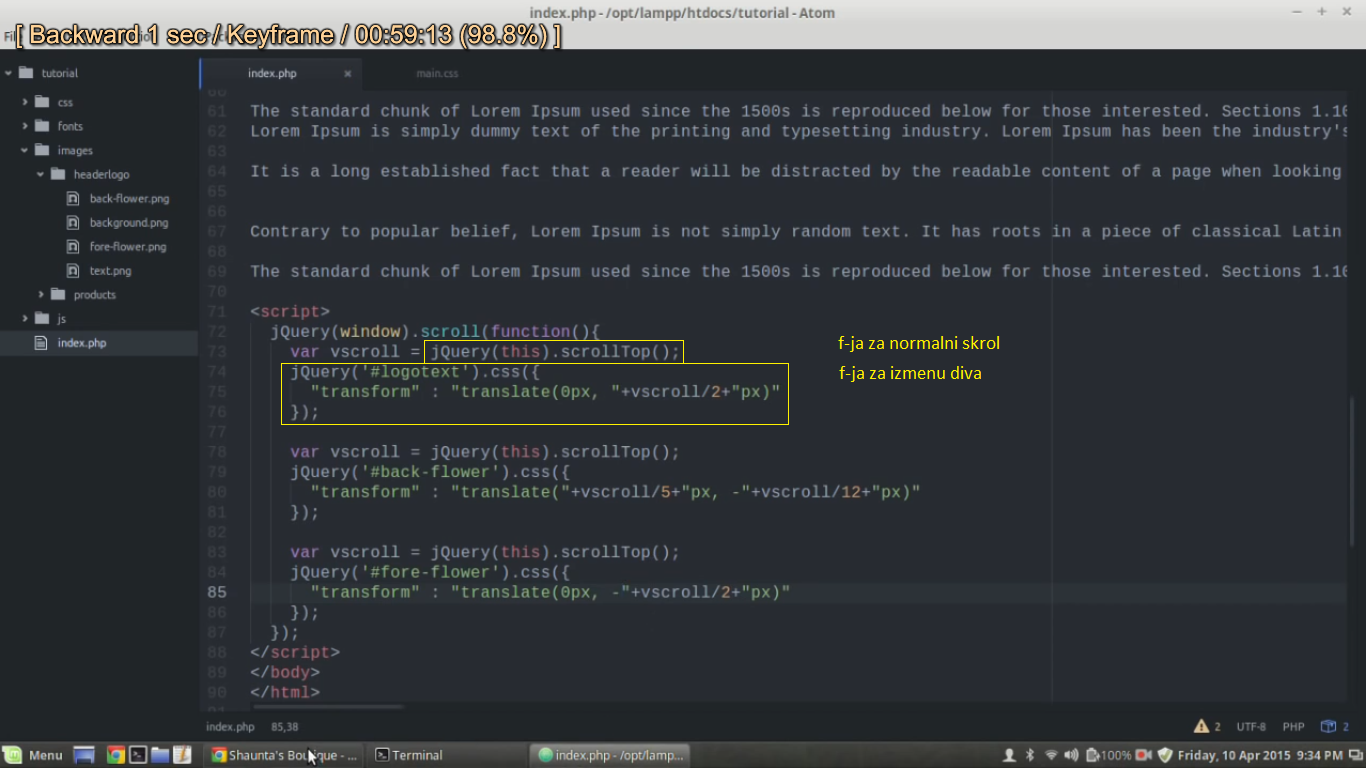 index.php - /opt/lampp/htdocs/tutorial - Atom
[ Backward 1 sec / Keyframe / 00:59:13 (98.8%) ]
tutorial
css
fonts
images
headerlogo
back-flower.png
background.png
fore-flower.png
text.png
products
js
index.php
index.php
main.css
60
61 The standard chunk of Lorem Ipsum used since the 1500s is reproduced below for those interested. Sections 1.10
62 Lorem Ipsum is simply dummy text of the printing and typesetting industry. Lorem Ipsum has been the industry's
63
64 It is a long established fact that a reader will be distracted by the readable content of a page when looking
65
66
67 Contrary to popular belief, Lorem Ipsum is not simply random text. It has roots in a piece of classical Latin
68
69 The standard chunk of Lorem Ipsum used since the 1500s is reproduced below for those interested. Sections 1.10
70
71 <script>
72 jQuery(window).scroll(function(){
73 var vscroll = jQuery(this).scrollTop();
f-ja za normalni skrol
74 jQuery('#logotext').css({
f-ja za izmenu diva
75 "transform" : "translate(0px, "+vscroll/2+"px)"
76 });
77
78 var vscroll = jQuery(this).scrollTop();
79 jQuery('#back-flower').css({
80 "transform" : "translate("+vscroll/5+"px, -"+vscroll/12+"px)"
81 });
82
83 var vscroll = jQuery(this).scrollTop();
84 jQuery('#fore-flower').css({
85 "transform" : "translate(0px, -"+vscroll/2+"px)"
86 });
87 });
88 </script>
89 </body>
90 </html>
91
index.php 85,38
2 UTF-8 PHP 2
Menu
Shaunta's Boutique - ...
Terminal
index.php - /opt/lamp...
100%
Friday, 10 Apr 2015 9:34 PM